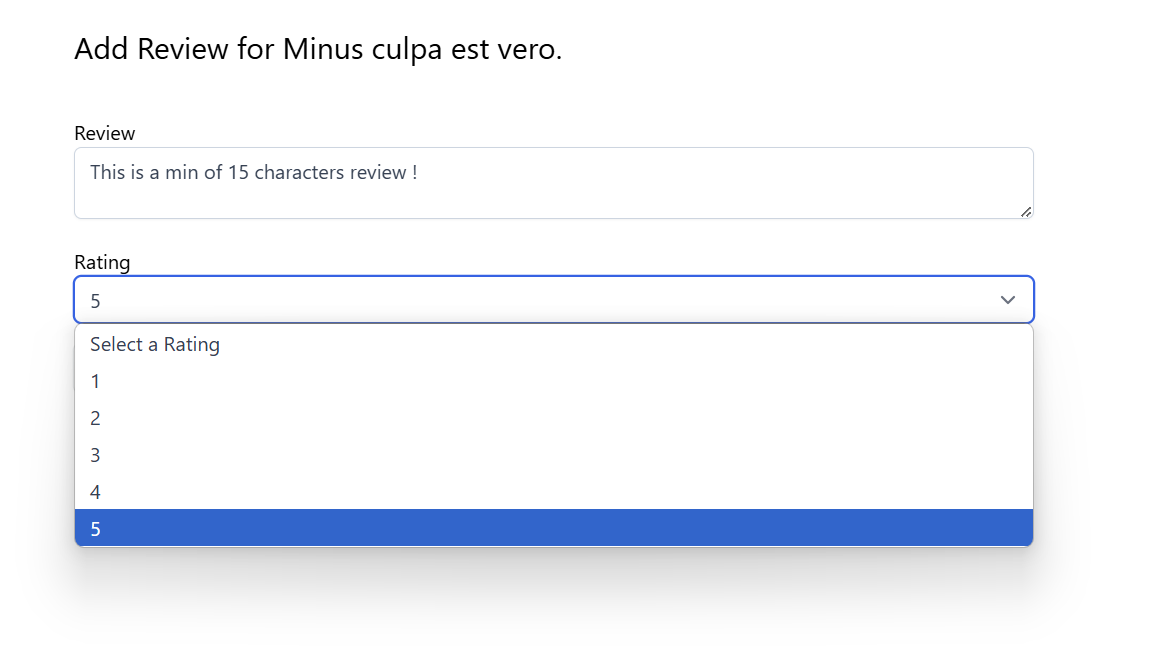 Add Review for Minus culpa est vero.
Review
This is a min of 15 characters review !
Rating
5
Select a Rating
1
2
3
4
5